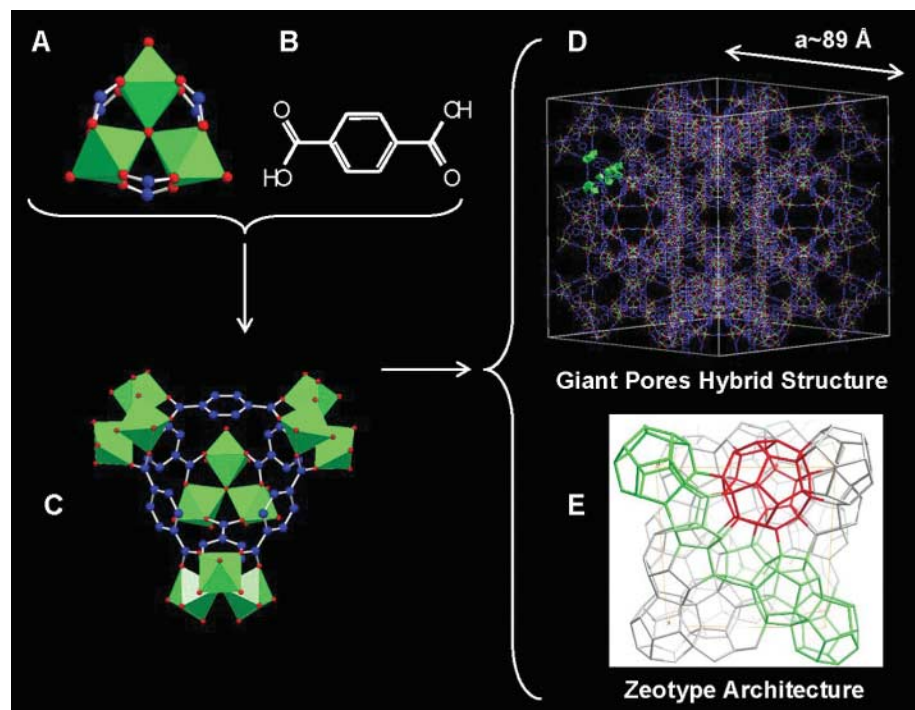 A
B
D
a~89 Å
O
OH
HO
O
Giant Pores Hybrid Structure
C
E
Zeotype Architecture